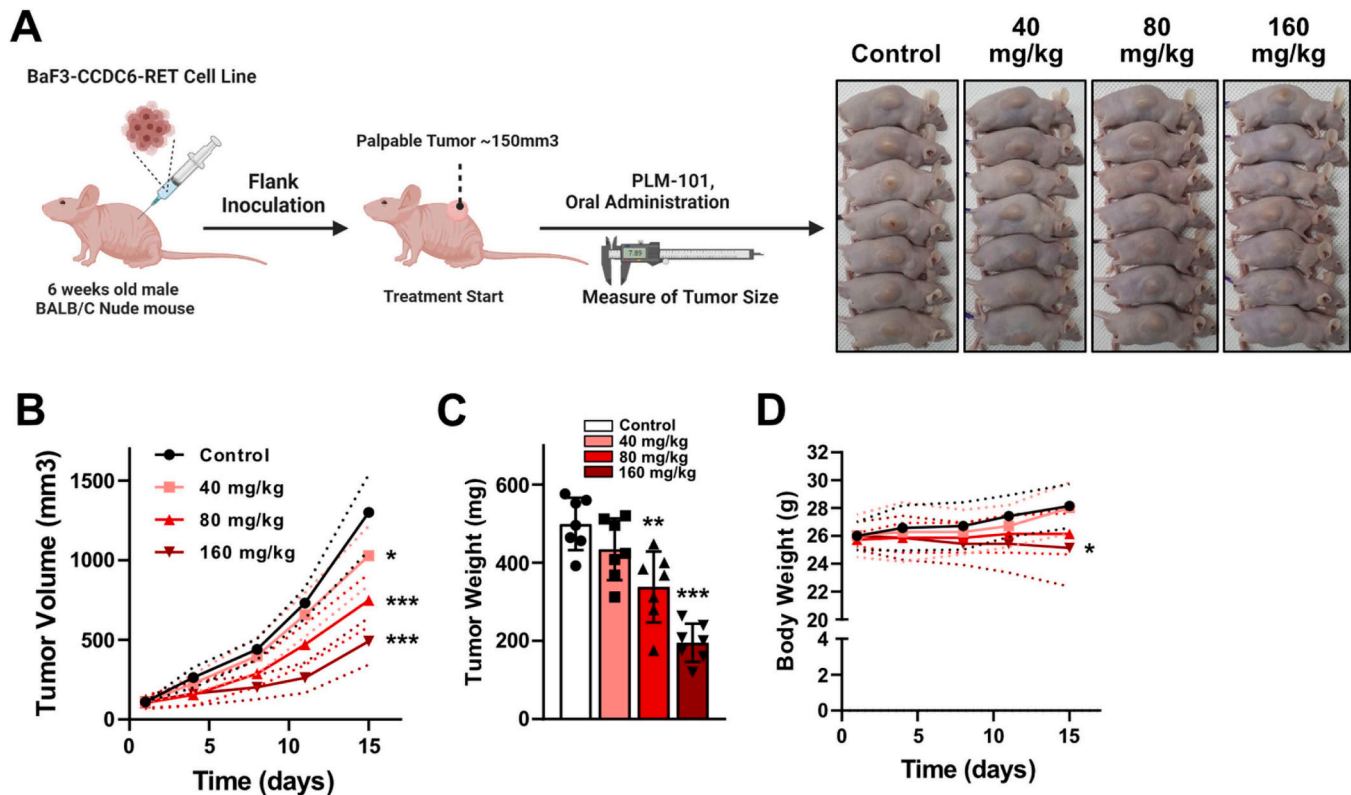 A
BaF3-CCDC6-RET Cell Line
Flank
Inoculation
6 weeks old male
BALB/C Nude mouse
Palpable Tumor ~150mm3
Treatment Start
PLM-101,
Oral Administration
7.89
Measure of Tumor Size
Control
40
mg/kg
80
mg/kg
160
mg/kg
B
Tumor Volume (mm3)
1500
1000
500
0
0
5
10
15
Time (days)
Control
40 mg/kg
80 mg/kg
160 mg/kg
*
***
***
C
Control
40 mg/kg
80 mg/kg
160 mg/kg
Tumor Weight (mg)
600
400
200
0
**
***
D
Body Weight (g)
32
30
28
26
24
22
20
4
2
0
0
5
10
15
Time (days)
*